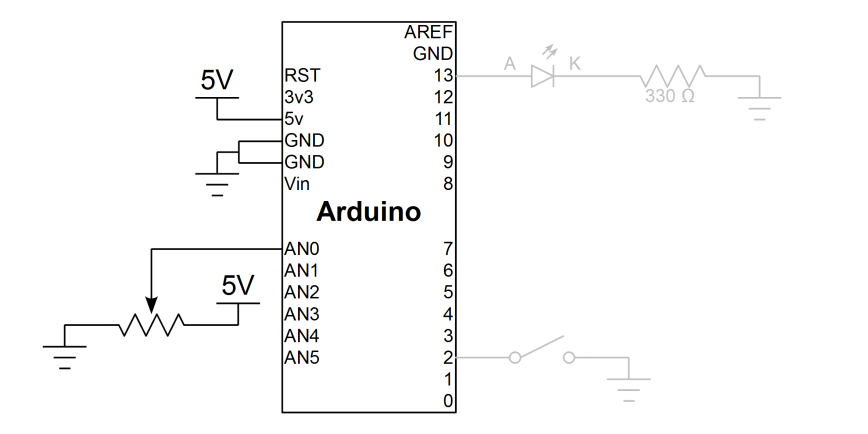 AREF
GND
5V
RST
13
A
K
3v3
12
330 Ω
5v
11
GND
10
GND
9
Vin
8
Arduino
AN0
7
AN1
6
5V
AN2
5
AN3
4
AN4
3
AN5
2
1
0